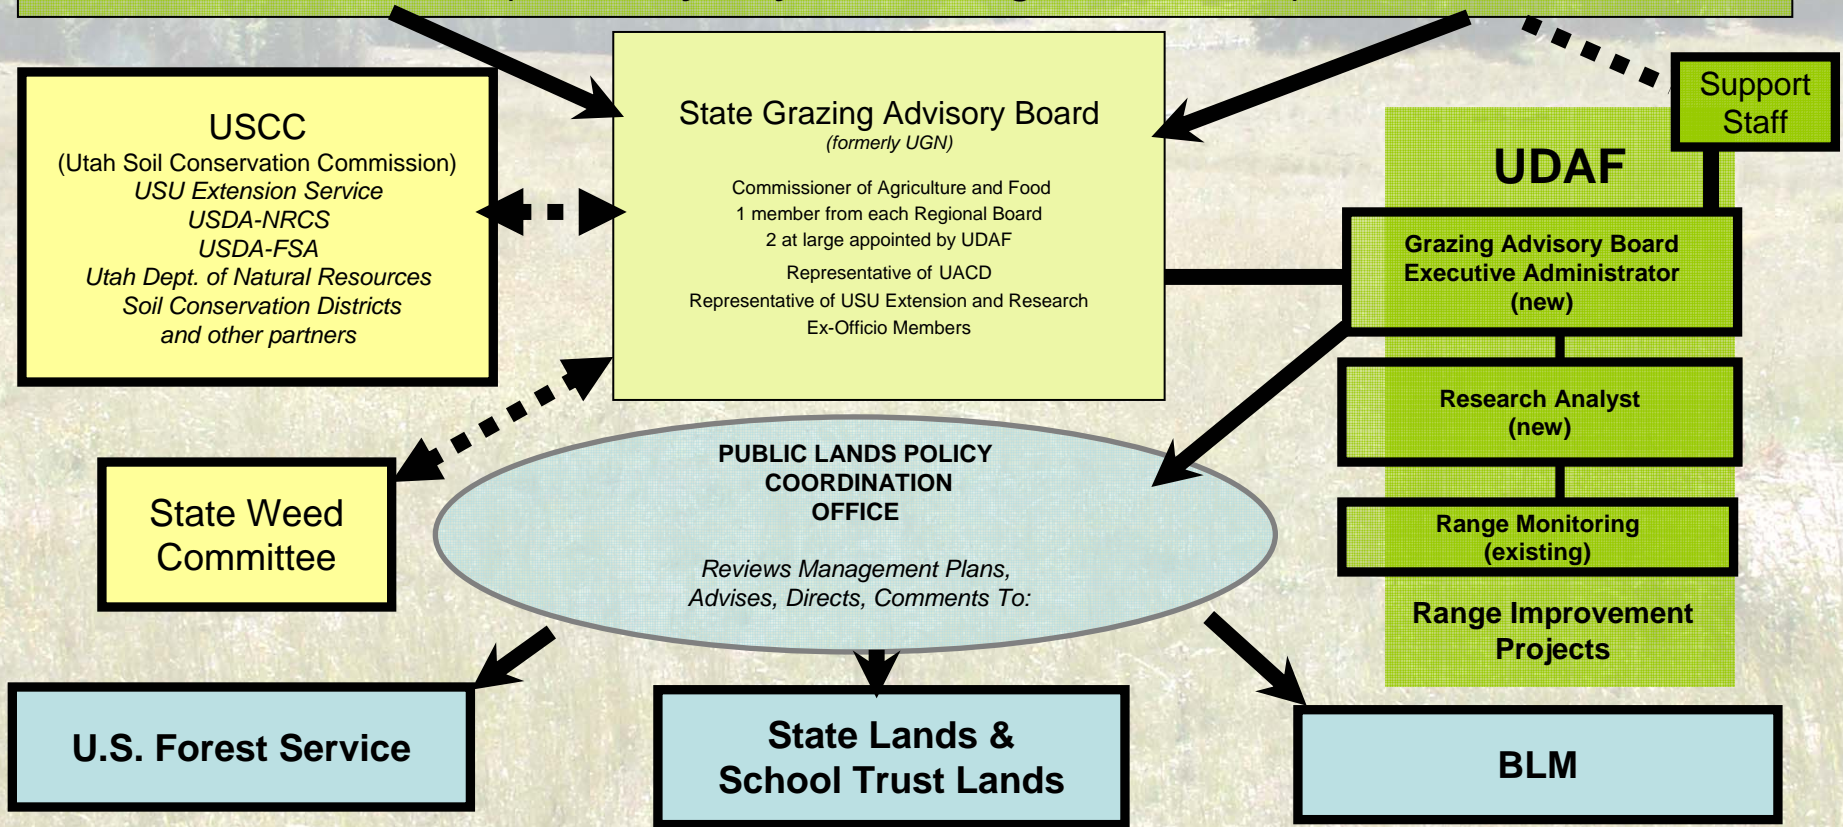 USCC
(Utah Soil Conservation Commission)
USU Extension Service
USDA-NRCS
USDA-FSA
Utah Dept. of Natural Resources
Soil Conservation Districts
and other partners
State Grazing Advisory Board
(formerly UGN)
Commissioner of Agriculture and Food
1 member from each Regional Board
2 at large appointed by UDAF
Representative of UACD
Representative of USU Extension and Research
Ex-Officio Members
Support
Staff
UDAF
Grazing Advisory Board
Executive Administrator
(new)
Research Analyst
(new)
Range Monitoring
(existing)
Range Improvement
Projects
State Weed
Committee
PUBLIC LANDS POLICY
COORDINATION
OFFICE
Reviews Management Plans,
Advises, Directs, Comments To:
U.S. Forest Service
State Lands &
School Trust Lands
BLM